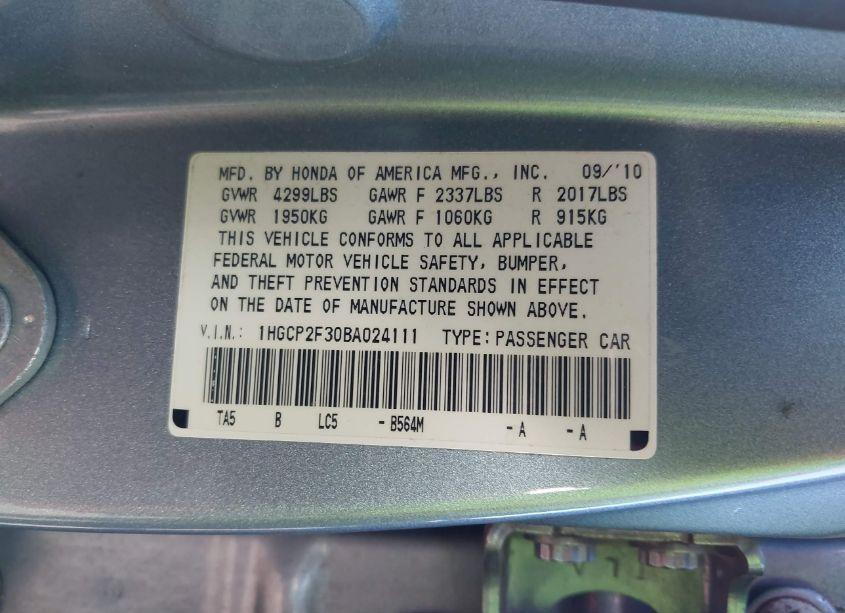 MFD. BY HONDA OF AMERICA MFG., INC. 09/'10
GVWR 4299LBS GAWR F 2337LBS R 2017LBS
GVWR 1950KG GAWR F 1060KG R 915KG
THIS VEHICLE CONFORMS TO ALL APPLICABLE
FEDERAL MOTOR VEHICLE SAFETY, BUMPER,
AND THEFT PREVENTION STANDARDS IN EFFECT
ON THE DATE OF MANUFACTURE SHOWN ABOVE.
V.I.N.: 1HGCP2F30BA024111 TYPE: PASSENGER CAR
TA5 B LC5 - B564M - A - A